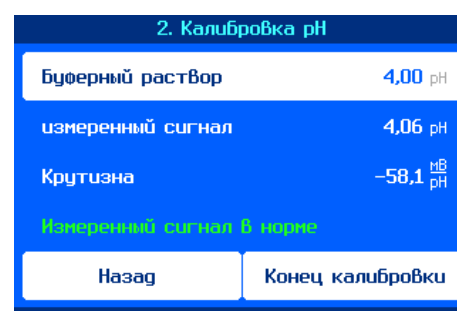 2. Калибровка pH
Буферный раствор 4,00 pH
измеренный сигнал 4,06 pH
Крутизна −58,1 мВ/pH
Измеренный сигнал в норме
Назад Конец калибровки